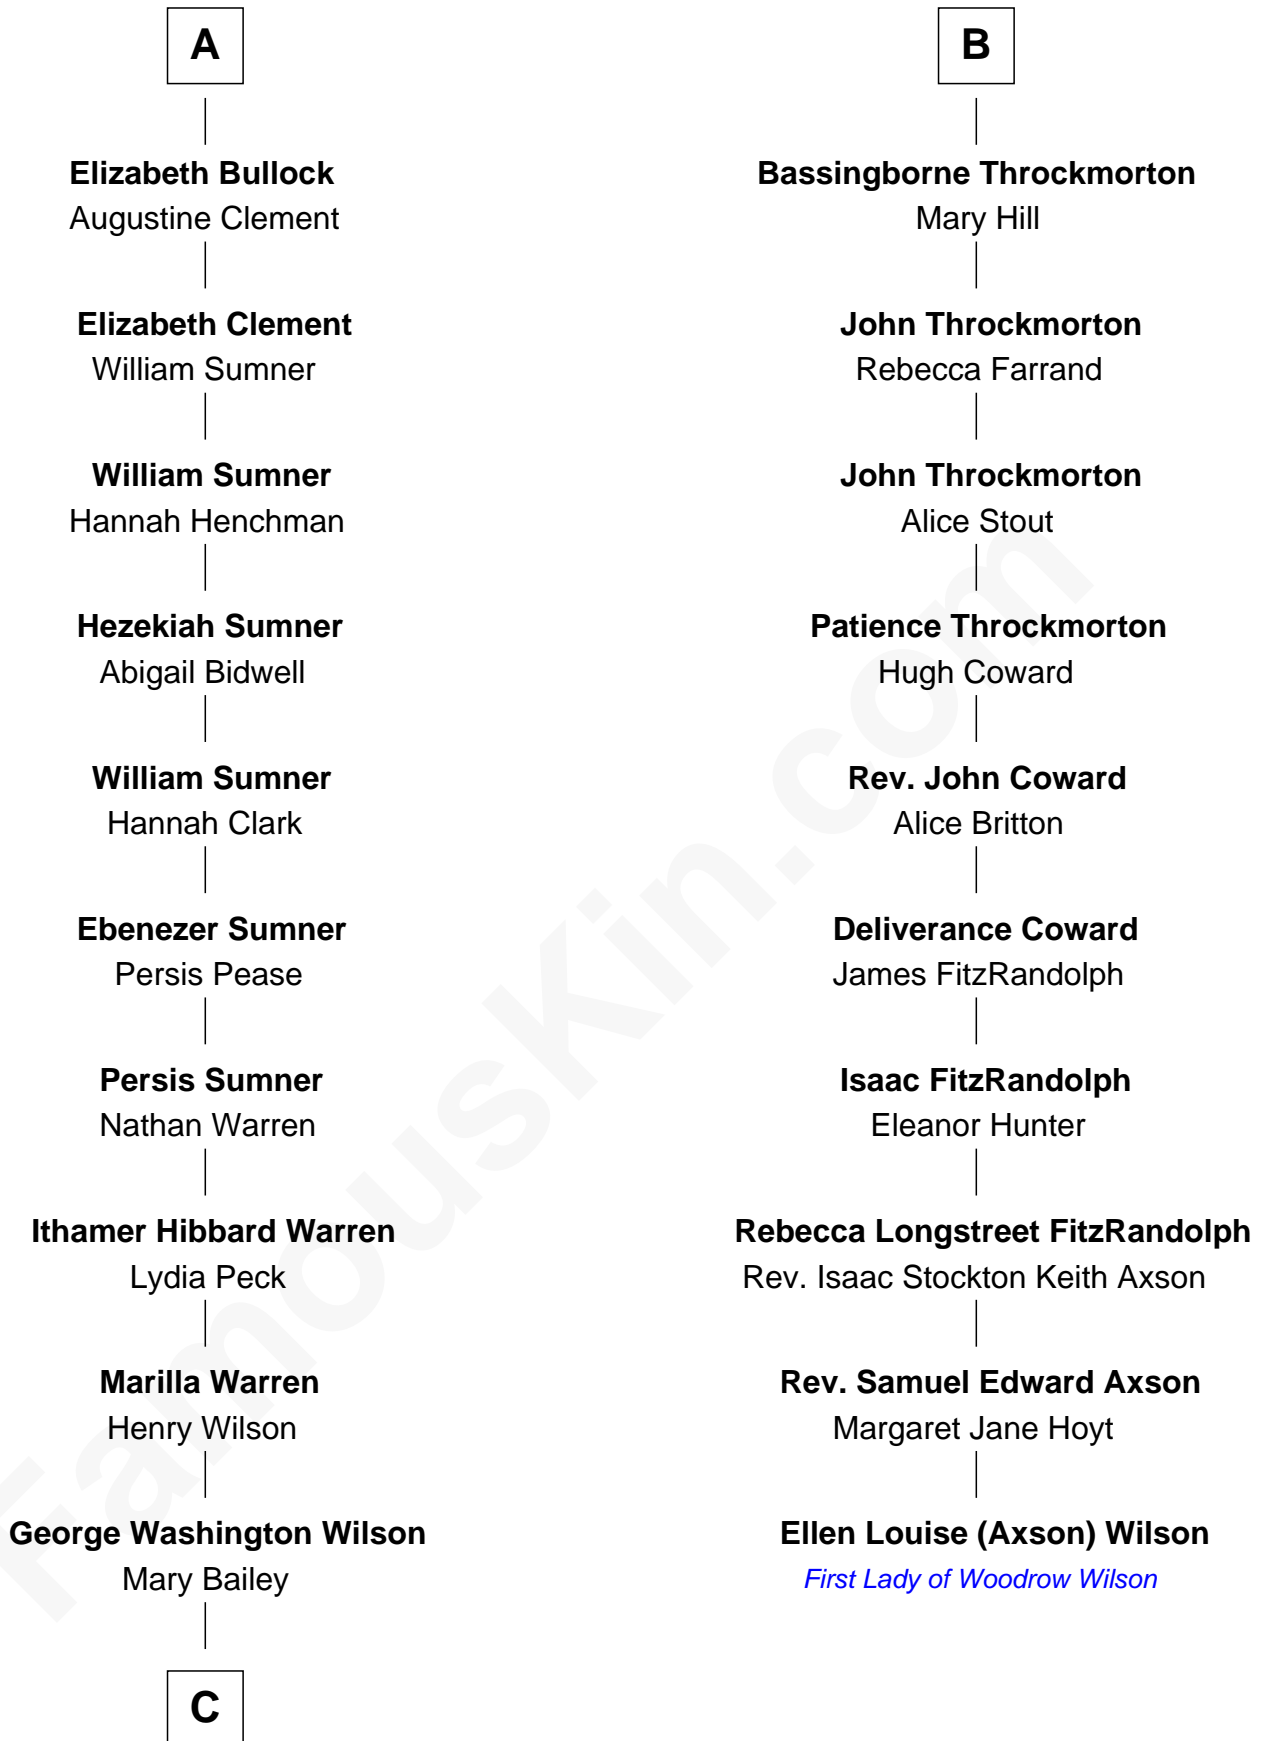 A
Elizabeth Bullock
Augustine Clement
Elizabeth Clement
William Sumner
William Sumner
Hannah Henchman
Hezekiah Sumner
Abigail Bidwell
William Sumner
Hannah Clark
Ebenezer Sumner
Persis Pease
Persis Sumner
Nathan Warren
Ithamer Hibbard Warren
Lydia Peck
Marilla Warren
Henry Wilson
George Washington Wilson
Mary Bailey
C
B
Bassingborne Throckmorton
Mary Hill
John Throckmorton
Rebecca Farrand
John Throckmorton
Alice Stout
Patience Throckmorton
Hugh Coward
Rev. John Coward
Alice Britton
Deliverance Coward
James FitzRandolph
Isaac FitzRandolph
Eleanor Hunter
Rebecca Longstreet FitzRandolph
Rev. Isaac Stockton Keith Axson
Rev. Samuel Edward Axson
Margaret Jane Hoyt
Ellen Louise (Axson) Wilson
First Lady of Woodrow Wilson
FamousKin.com